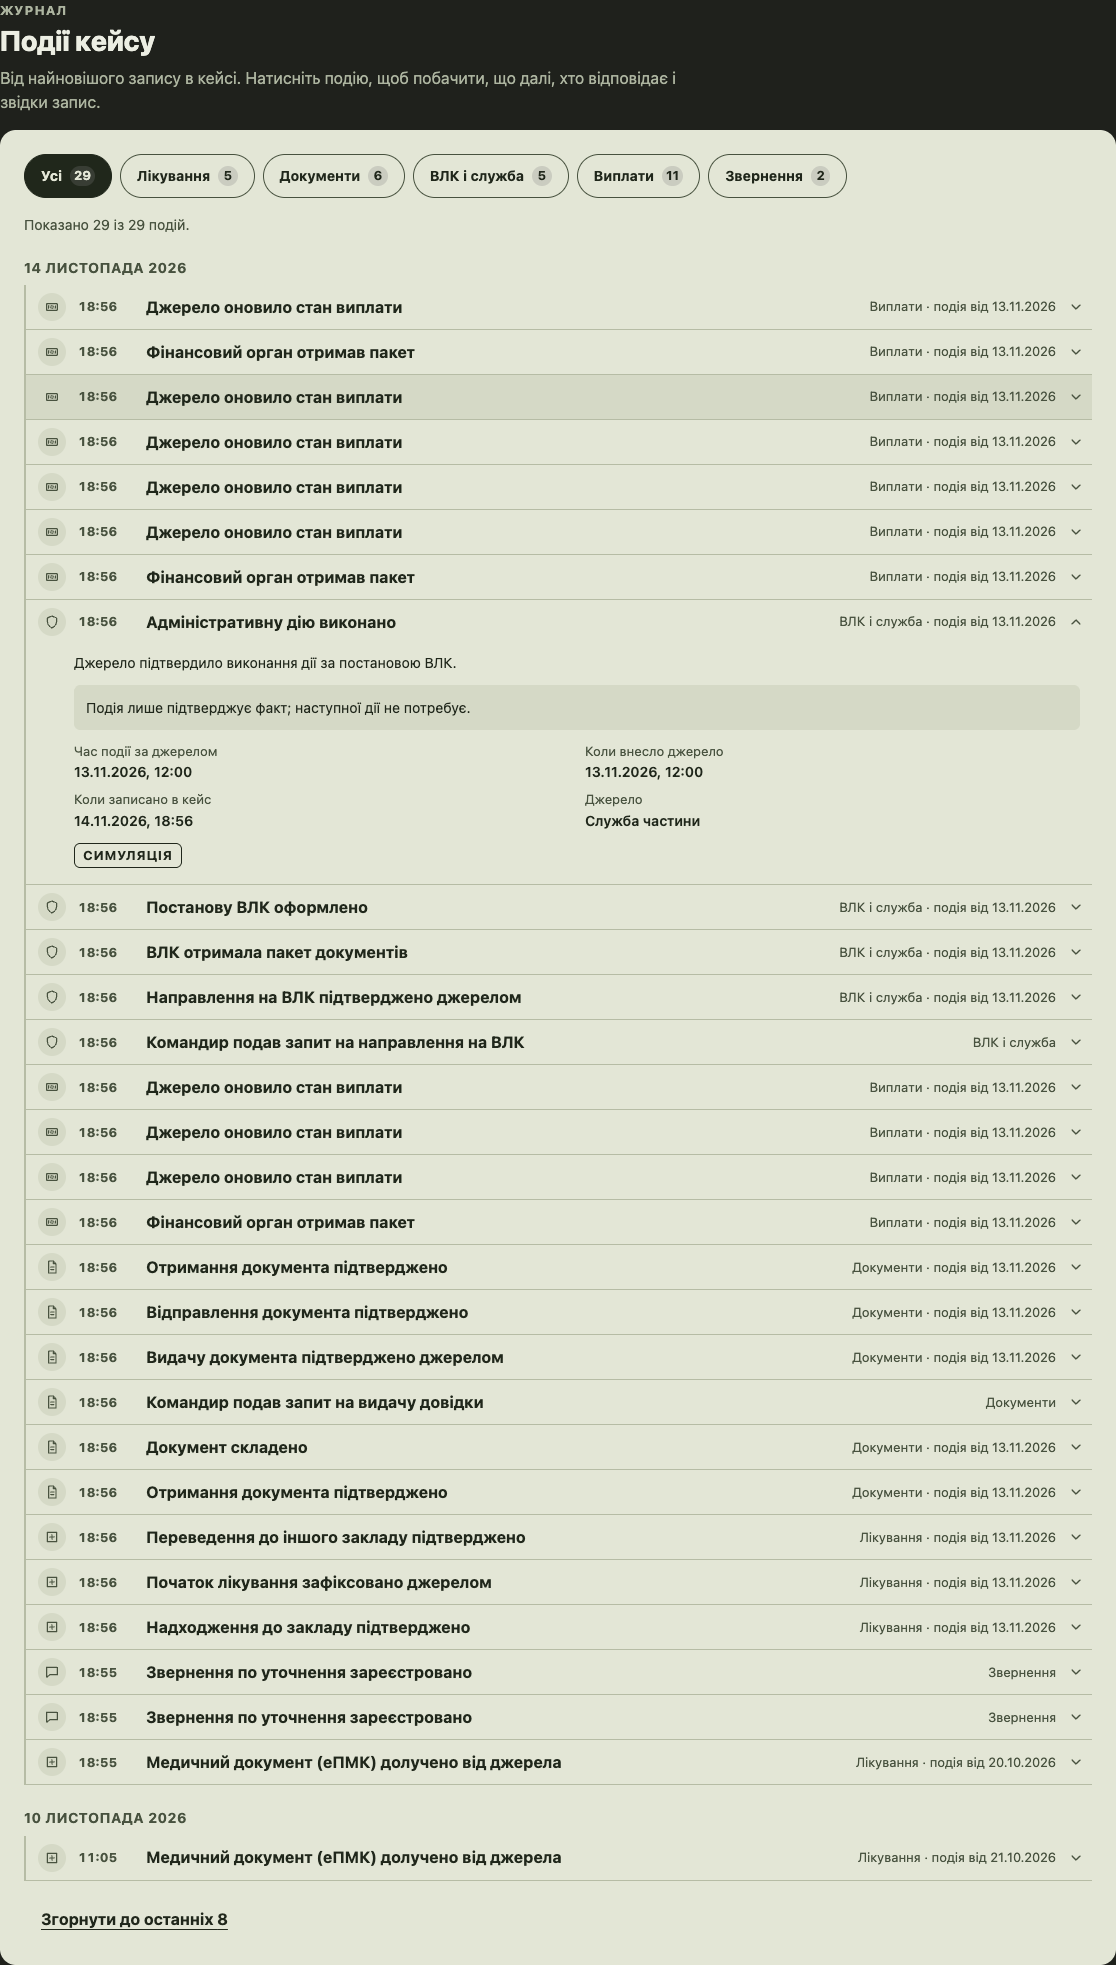 ЖУРНАЛ
Події кейсу
Від найновішого запису в кейсі. Натисніть подію, щоб побачити, що далі, хто відповідає і
звідки запис.
Усі 29 Лікування 5 Документи 6 ВЛК і служба 5 Виплати 11 Звернення 2
Показано 29 із 29 подій.
14 ЛИСТОПАДА 2026
18:56 Джерело оновило стан виплати Виплати · подія від 13.11.2026
18:56 Фінансовий орган отримав пакет Виплати · подія від 13.11.2026
18:56 Джерело оновило стан виплати Виплати · подія від 13.11.2026
18:56 Джерело оновило стан виплати Виплати · подія від 13.11.2026
18:56 Джерело оновило стан виплати Виплати · подія від 13.11.2026
18:56 Джерело оновило стан виплати Виплати · подія від 13.11.2026
18:56 Фінансовий орган отримав пакет Виплати · подія від 13.11.2026
18:56 Адміністративну дію виконано ВЛК і служба · подія від 13.11.2026
Джерело підтвердило виконання дії за постановою ВЛК.
Подія лише підтверджує факт; наступної дії не потребує.
Час події за джерелом Коли внесло джерело
13.11.2026, 12:00 13.11.2026, 12:00
Коли записано в кейс Джерело
14.11.2026, 18:56 Служба частини
СИМУЛЯЦІЯ
18:56 Постанову ВЛК оформлено ВЛК і служба · подія від 13.11.2026
18:56 ВЛК отримала пакет документів ВЛК і служба · подія від 13.11.2026
18:56 Направлення на ВЛК підтверджено джерелом ВЛК і служба · подія від 13.11.2026
18:56 Командир подав запит на направлення на ВЛК ВЛК і служба
18:56 Джерело оновило стан виплати Виплати · подія від 13.11.2026
18:56 Джерело оновило стан виплати Виплати · подія від 13.11.2026
18:56 Джерело оновило стан виплати Виплати · подія від 13.11.2026
18:56 Фінансовий орган отримав пакет Виплати · подія від 13.11.2026
18:56 Отримання документа підтверджено Документи · подія від 13.11.2026
18:56 Відправлення документа підтверджено Документи · подія від 13.11.2026
18:56 Видачу документа підтверджено джерелом Документи · подія від 13.11.2026
18:56 Командир подав запит на видачу довідки Документи
18:56 Документ складено Документи · подія від 13.11.2026
18:56 Отримання документа підтверджено Документи · подія від 13.11.2026
18:56 Переведення до іншого закладу підтверджено Лікування · подія від 13.11.2026
18:56 Початок лікування зафіксовано джерелом Лікування · подія від 13.11.2026
18:56 Надходження до закладу підтверджено Лікування · подія від 13.11.2026
18:55 Звернення по уточнення зареєстровано Звернення
18:55 Звернення по уточнення зареєстровано Звернення
18:55 Медичний документ (еПМК) долучено від джерела Лікування · подія від 20.10.2026
10 ЛИСТОПАДА 2026
11:05 Медичний документ (еПМК) долучено від джерела Лікування · подія від 21.10.2026
Згорнути до останніх 8